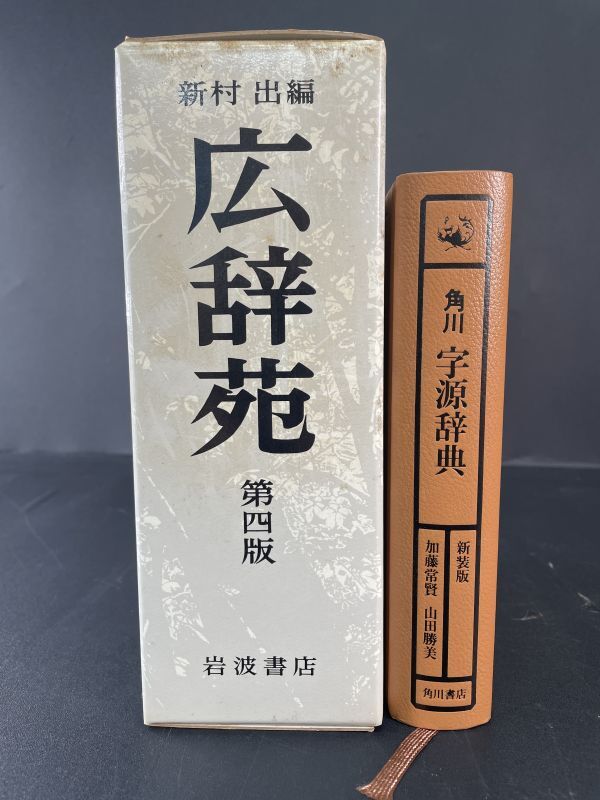 新村 出編
広辞苑
第四版
岩波書店
角川 字源辞典
新装版
加藤常賢 山田勝美
角川書店